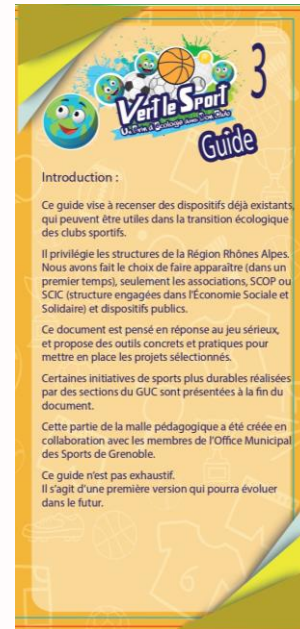 3
Vert le Sport
Guide
Introduction :
Ce guide vise à recenser des dispositifs déjà existants,
qui peuvent être utiles dans la transition écologique
des clubs sportifs.
Il privilégie les structures de la Région Rhônes Alpes.
Nous avons fait le choix de faire apparaître (dans un
premier temps), seulement les associations, SCOP ou
SCIC (structure engagées dans l'Économie Sociale et
Solidaire) et dispositifs publics.
Ce document est pensé en réponse au jeu sérieux,
et propose des outils concrets et pratiques pour
mettre en place les projets sélectionnés.
Certaines initiatives de sports plus durables réalisées
par des sections du GUC sont présentées à la fin du
document.
Cette partie de la malle pédagogique a été créée en
collaboration avec les membres de l'Office Municipal
des Sports de Grenoble.
Ce guide n'est pas exhaustif.
Il s'agit d'une première version qui pourra évoluer
dans le futur.